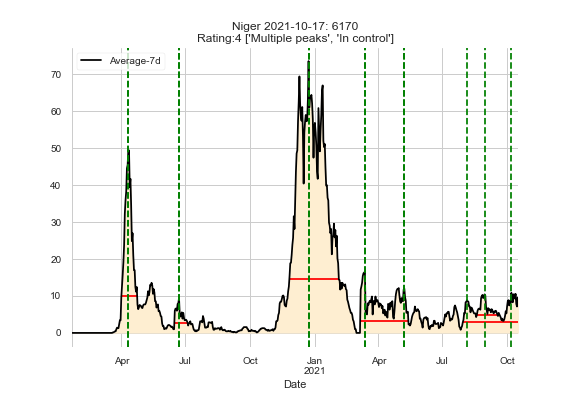 Niger 2021-10-17: 6170
Rating:4 ['Multiple peaks', 'In control']
Average-7d
70
60
50
40
30
20
10
0
Apr Jul Oct Jan Apr Jul Oct
2021
Date